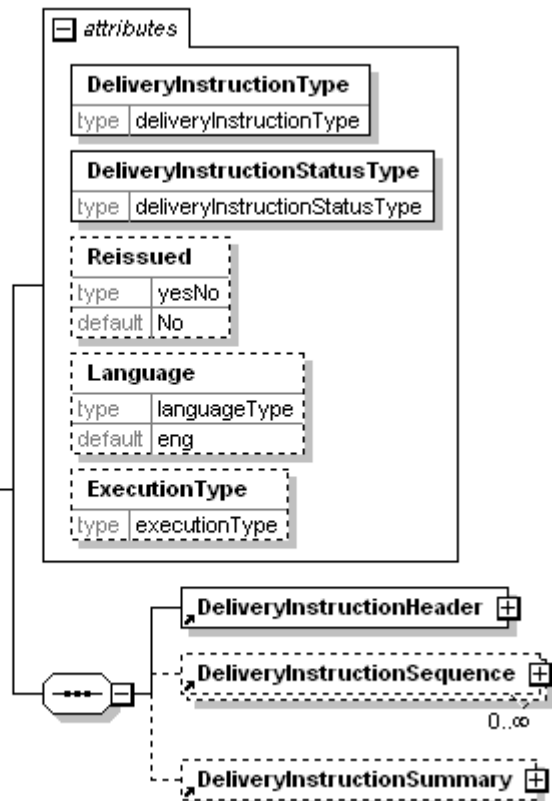 attributes
DeliveryInstructionType
type deliveryInstructionType
DeliveryInstructionStatusType
type deliveryInstructionStatusType
Reissued
type yesNo
default No
Language
type languageType
default eng
ExecutionType
type executionType
DeliveryInstructionHeader
DeliveryInstructionSequence
0..∞
DeliveryInstructionSummary